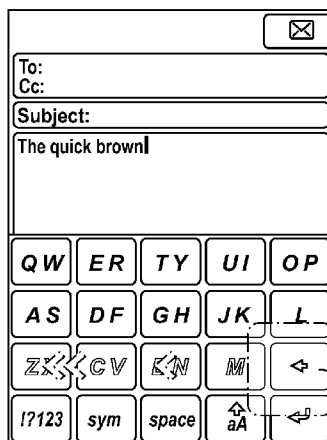 To:
Cc:
Subject:
The quick brown
QW ER TY UI OP
AS DF GH JK L
ZX CV BN M
!?123 sym space aA